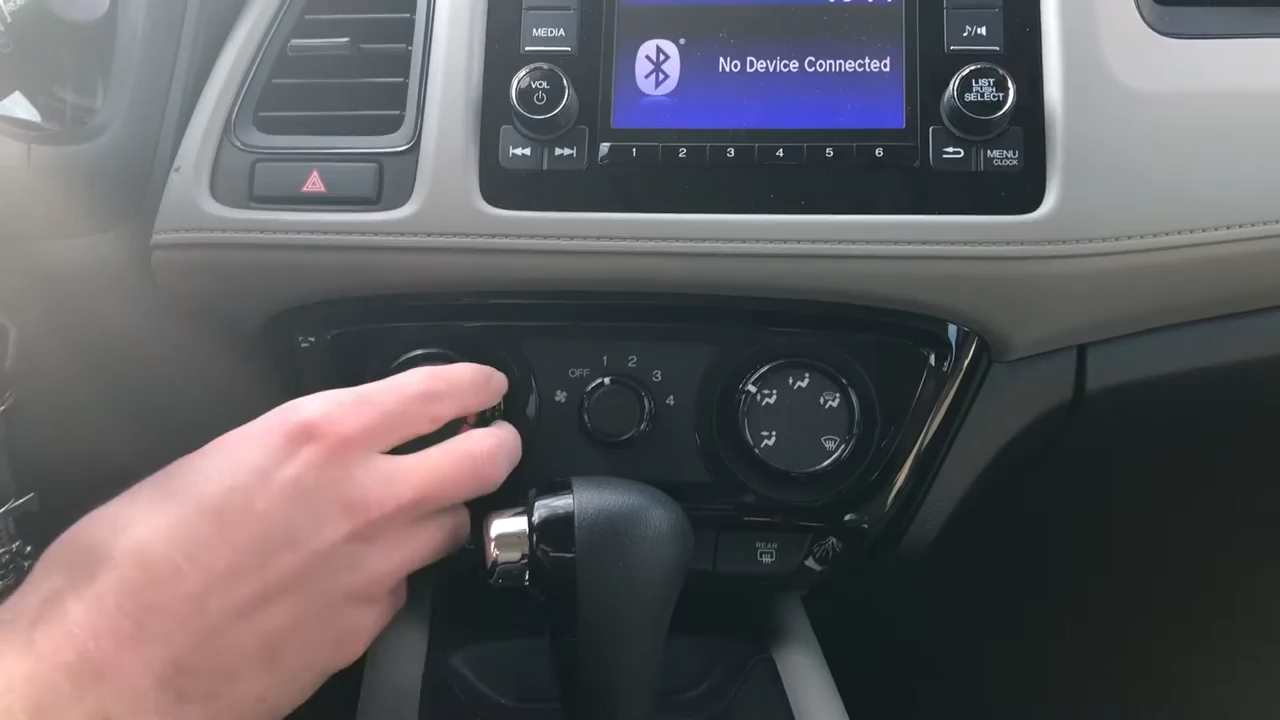 MEDIA
No Device Connected
VOL
LIST
PUSH
SELECT
1 2 3 4 5 6
MENU
CLOCK
OFF 1 2 3 4
REAR